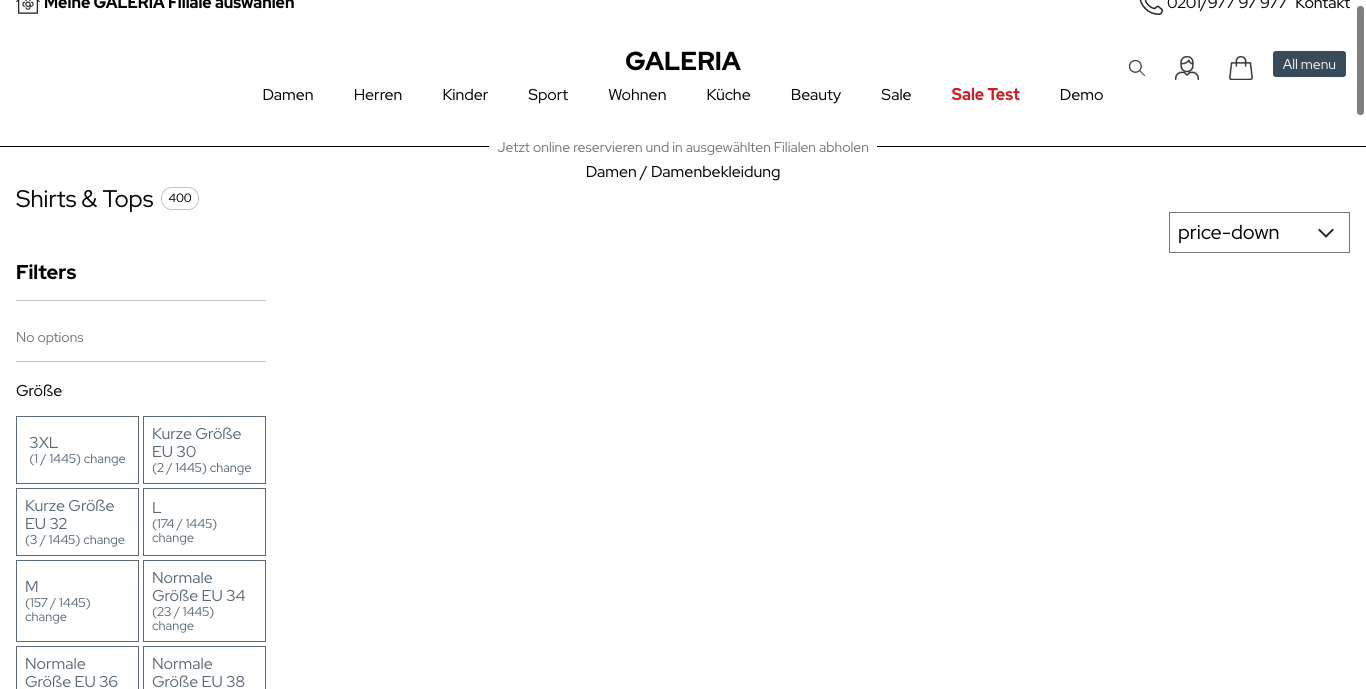 Meine GALERIA Filiale auswählen
0201/977 97 977 Kontakt
GALERIA
All menu
Damen Herren Kinder Sport Wohnen Küche Beauty Sale Sale Test Demo
Jetzt online reservieren und in ausgewählten Filialen abholen
Damen / Damenbekleidung
Shirts & Tops 400
price-down
Filters
No options
Größe
3XL
(1 / 1445) change
Kurze Größe
EU 30
(2 / 1445) change
Kurze Größe
EU 32
(3 / 1445) change
L
(174 / 1445)
change
M
(157 / 1445)
change
Normale
Größe EU 34
(23 / 1445)
change
Normale
Größe EU 36
Normale
Größe EU 38